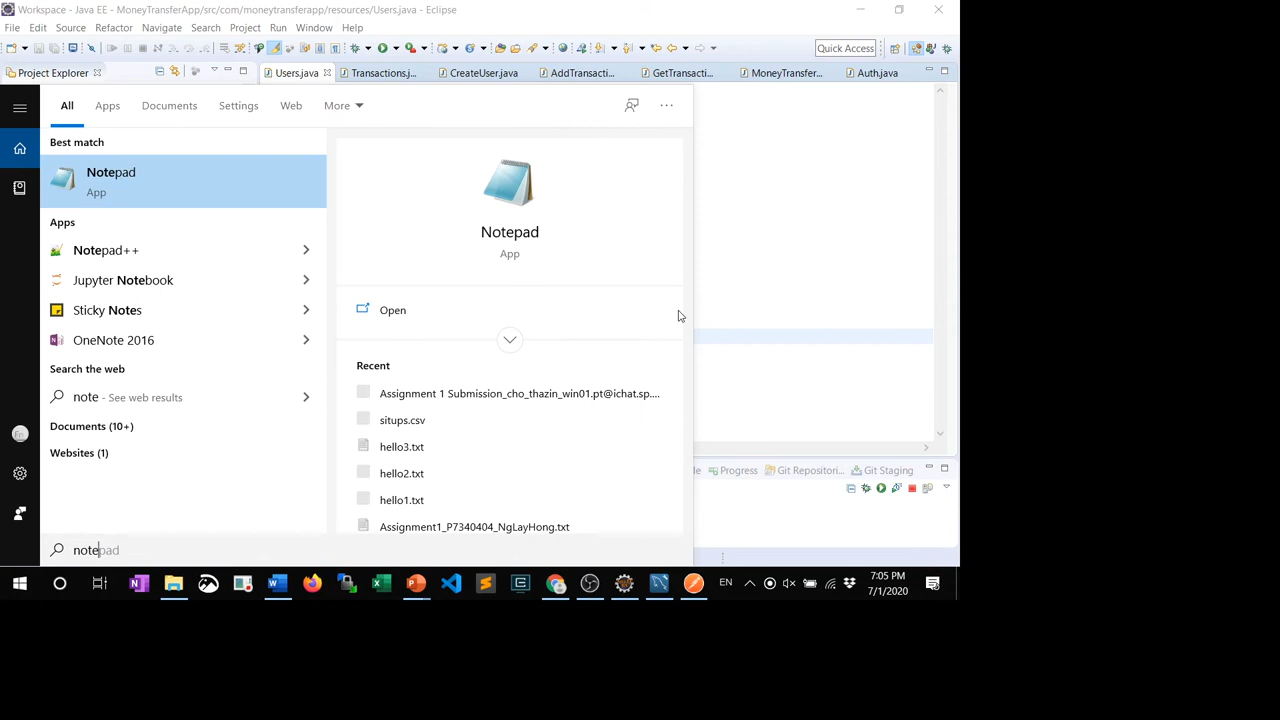 Workspace - Java EE - MoneyTransferApp/src/com/moneytransferapp/resources/Users.java - Eclipse
File Edit Source Refactor Navigate Search Project Run Window Help
Quick Access
Project Explorer Users.java Transactions.j... CreateUser.java AddTransacti... GetTransacti... MoneyTransfer... Auth.java
All Apps Documents Settings Web More
Best match
Notepad
App
Apps
Notepad++
Jupyter Notebook
Sticky Notes
OneNote 2016
Search the web
note - See web results
Documents (10+)
Websites (1)
Notepad
App
Open
Recent
Assignment 1 Submission_cho_thazin_win01.pt@ichat.sp....
situps.csv
hello3.txt
hello2.txt
hello1.txt
Assignment1_P7340404_NgLayHong.txt
le Progress Git Repositori... Git Staging
notepad
EN
7:05 PM
7/1/2020